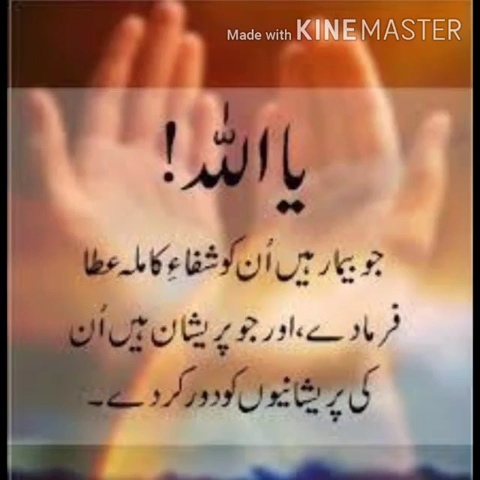 Made with KINEMASTER
یا اللہ!
جو بیمار ہیں اُن کو شفاءِ کاملہ عطا
فرما دے، اور جو پریشان ہیں اُن
کی پریشانیوں کو دور کر دے۔